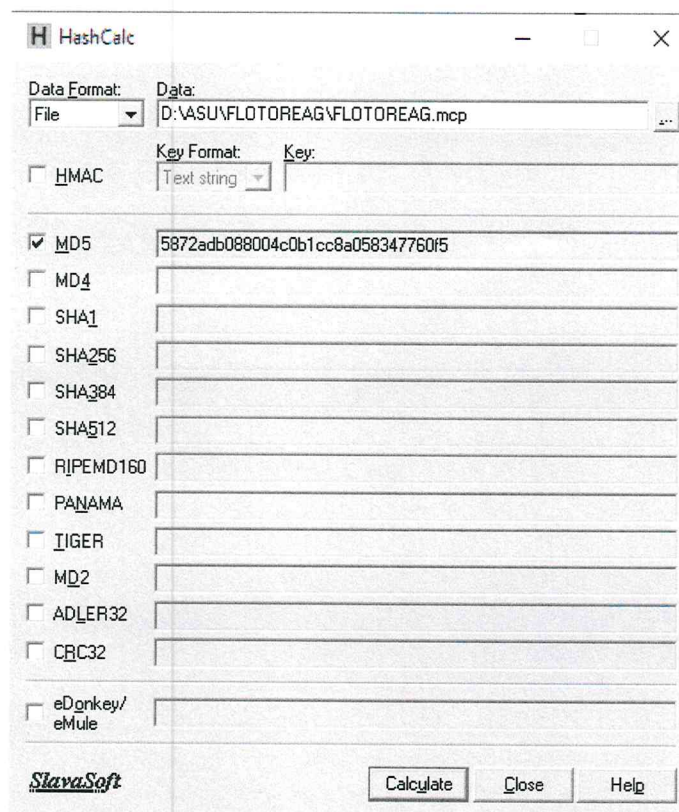 HashCalc
Data Format: Data:
File D:\ASU\FLOTOREAG\FLOTOREAG.mcp ...
Key Format: Key:
HMAC Text string
MD5 5872adb088004c0b1cc8a058347760f5
MD4
SHA1
SHA256
SHA384
SHA512
RIPEMD160
PANAMA
TIGER
MD2
ADLER32
CRC32
eDonkey/
eMule
SlavaSoft Calculate Close Help